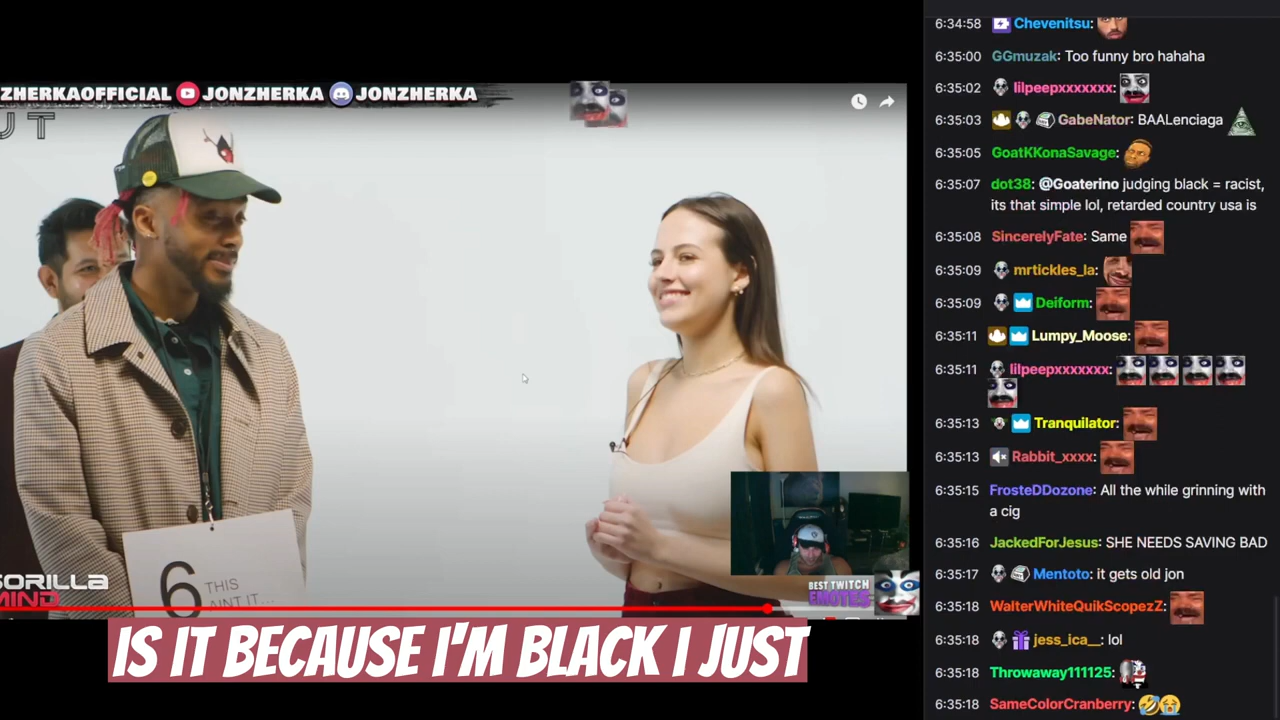 ZHERKAOFFICIAL JONZHERKA JONZHERKA
UT
6 THIS
AIN'T IT...
GORILLA
MIND
BEST TWITCH
EMOTES
IS IT BECAUSE I'M BLACK I JUST
6:34:58 Chevenitsu:
6:35:00 GGmuzak: Too funny bro hahaha
6:35:02 lilpeepxxxxxxx:
6:35:03 GabeNator: BAALenciaga
6:35:05 GoatKKonaSavage:
6:35:07 dot38: @Goaterino judging black = racist,
its that simple lol, retarded country usa is
6:35:08 SincerelyFate: Same
6:35:09 mrtickles_la:
6:35:09 Deiform:
6:35:11 Lumpy_Moose:
6:35:11 lilpeepxxxxxxx:
6:35:13 Tranquilator:
6:35:13 Rabbit_xxxx:
6:35:15 FrosteDDozone: All the while grinning with
a cig
6:35:16 JackedForJesus: SHE NEEDS SAVING BAD
6:35:17 Mentoto: it gets old jon
6:35:18 WalterWhiteQuikScopezZ:
6:35:18 jess_ica__: lol
6:35:18 Throwaway111125:
6:35:18 SameColorCranberry: